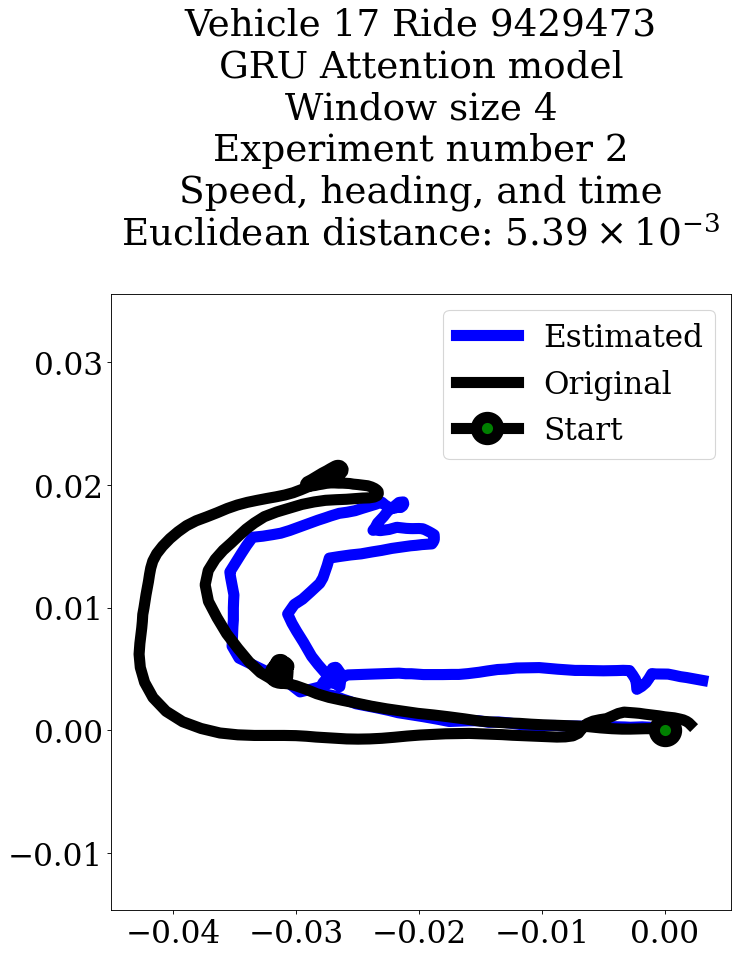 Vehicle 17 Ride 9429473
GRU Attention model
Window size 4
Experiment number 2
Speed, heading, and time
Euclidean distance: 5.39 × 10⁻³
Estimated
Original
Start
0.03
0.02
0.01
0.00
−0.01
−0.04
−0.03
−0.02
−0.01
0.00